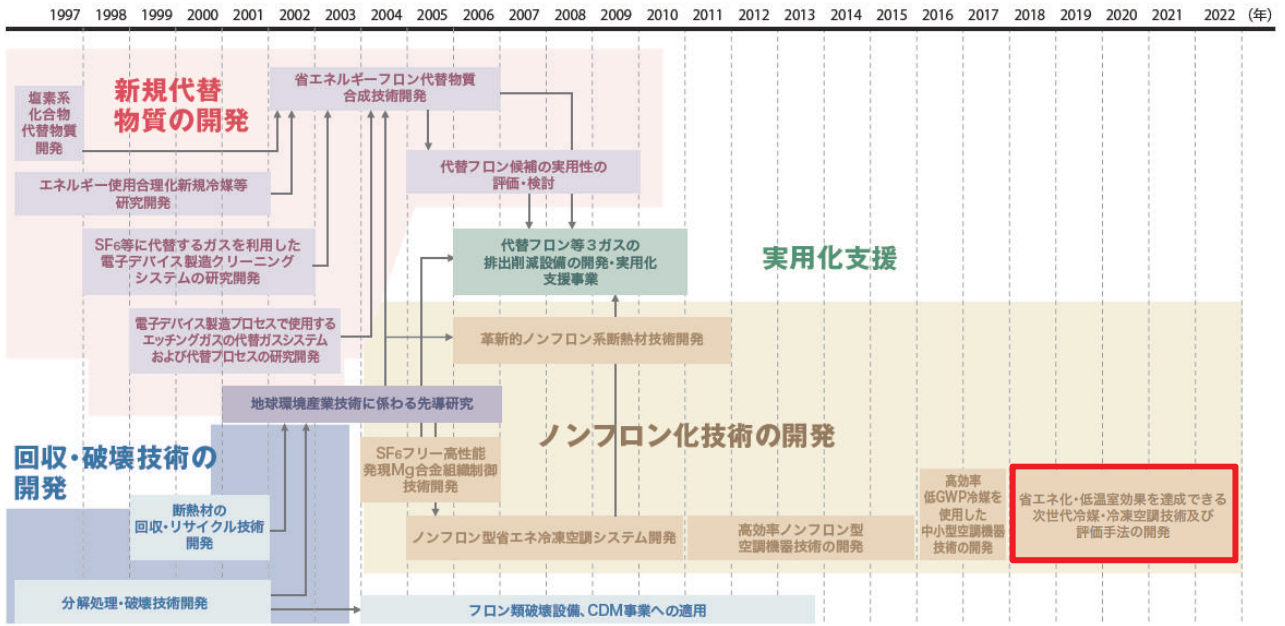 1997 1998 1999 2000 2001 2002 2003 2004 2005 2006 2007 2008 2009 2010 2011 2012 2013 2014 2015 2016 2017 2018 2019 2020 2021 2022 (年)
新規代替
物質の開発
塩素系
化合物
代替物質
開発
省エネルギーフロン代替物質
合成技術開発
代替フロン候補の実用性の
評価・検討
エネルギー使用合理化新規冷媒等
研究開発
SF6等に代替するガスを利用した
電子デバイス製造クリーニング
システムの研究開発
代替フロン等3ガスの
排出削減設備の開発・実用化
支援事業
実用化支援
電子デバイス製造プロセスで使用する
エッチングガスの代替ガスシステム
および代替プロセスの研究開発
革新的ノンフロン系断熱材技術開発
地球環境産業技術に係わる先導研究
ノンフロン化技術の開発
回収・破壊技術の
開発
SF6フリー高性能
発現Mg合金組織制御
技術開発
断熱材の
回収・リサイクル技術
開発
ノンフロン型省エネ冷凍空調システム開発
高効率ノンフロン型
空調機器技術の開発
高効率
低GWP冷媒を
使用した
中小型空調機器
技術の開発
省エネ化・低温室効果を達成できる
次世代冷媒・冷凍空調技術及び
評価手法の開発
分解処理・破壊技術開発
フロン類破壊設備、CDM事業への適用